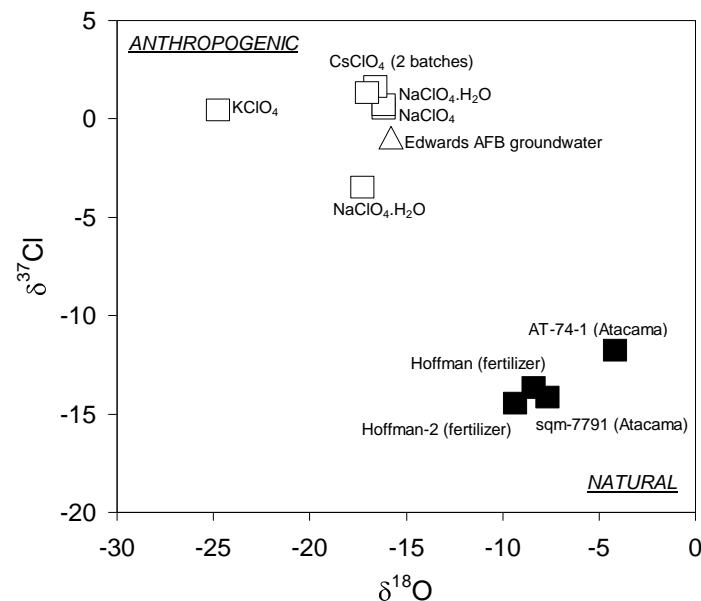 5
ANTHROPOGENIC
CsClO₄ (2 batches)
NaClO₄.H₂O
KClO₄
NaClO₄
0
Edwards AFB groundwater
NaClO₄.H₂O
-5
δ³⁷Cl
-10
AT-74-1 (Atacama)
Hoffman (fertilizer)
Hoffman-2 (fertilizer)
sqm-7791 (Atacama)
-15
NATURAL
-20
-30 -25 -20 -15 -10 -5 0
δ¹⁸O